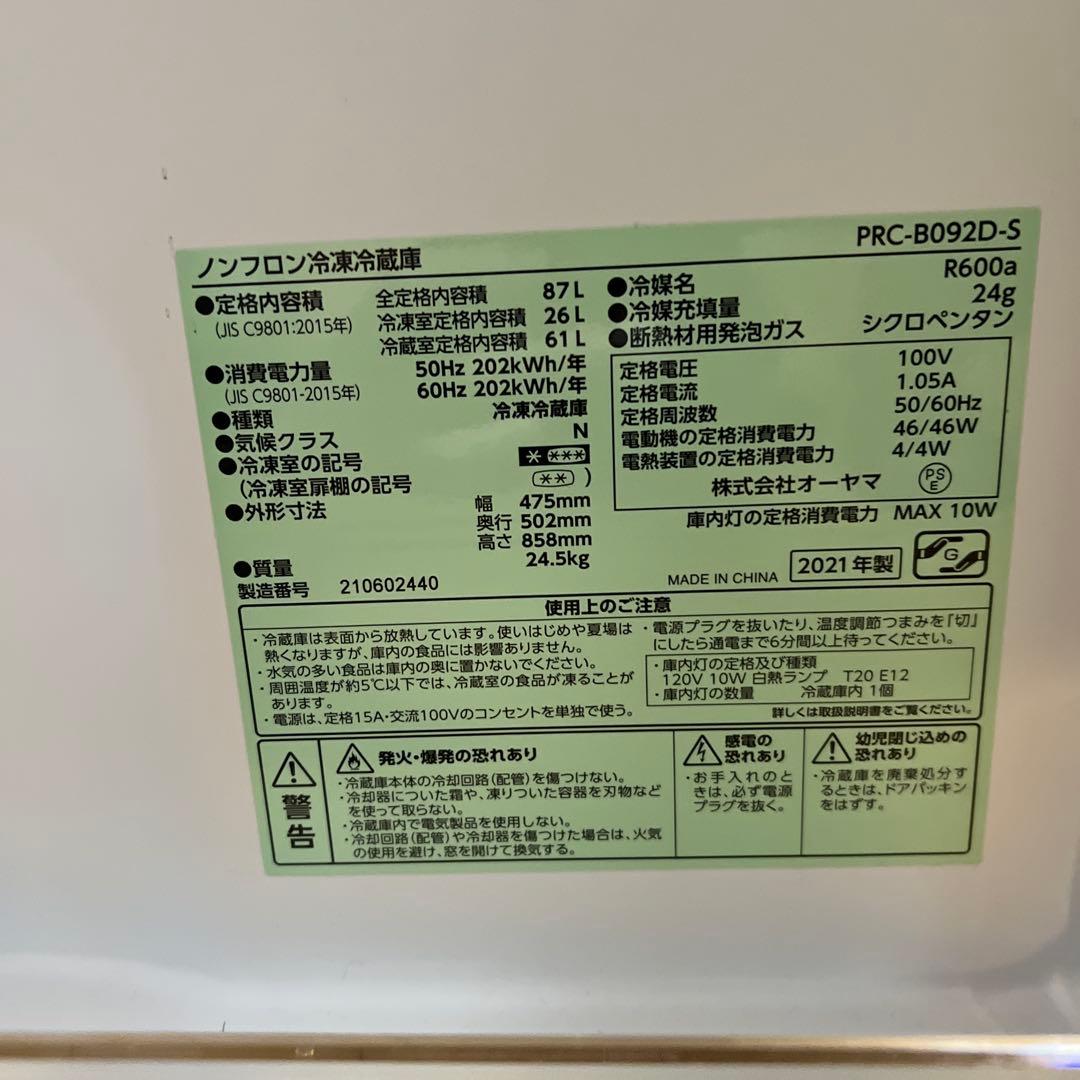 ノンフロン冷凍冷蔵庫
PRC-B092D-S
●定格内容積 全定格内容積 87L
(JIS C9801:2015年) 冷凍室定格内容積 26L
冷蔵室定格内容積 61L
●消費電力量 50Hz 202kWh/年
(JIS C9801-2015年) 60Hz 202kWh/年
●種類 冷凍冷蔵庫
●気候クラス N
●冷凍室の記号 * ***
(冷凍室扉棚の記号 ** )
●外形寸法 幅 475mm
奥行 502mm
高さ 858mm
●質量 24.5kg
製造番号 210602440
●冷媒名 R600a
●冷媒充填量 24g
●断熱材用発泡ガス シクロペンタン
定格電圧 100V
定格電流 1.05A
定格周波数 50/60Hz
電動機の定格消費電力 46/46W
電熱装置の定格消費電力 4/4W
株式会社オーヤマ PSE
庫内灯の定格消費電力 MAX 10W
MADE IN CHINA 2021年製 G
使用上のご注意
・冷蔵庫は表面から放熱しています。使いはじめや夏場は
熱くなりますが、庫内の食品には影響ありません。
・水気の多い食品は庫内の奥に置かないでください。
・周囲温度が約5℃以下では、冷蔵室の食品が凍ることが
あります。
・電源は、定格15A・交流100Vのコンセントを単独で使う。
・電源プラグを抜いたり、温度調節つまみを「切」
にしたら通電まで6分間以上待ってください。
・庫内灯の定格及び種類
120V 10W 白熱ランプ T20 E12
・庫内灯の数量 冷蔵庫内 1個
詳しくは取扱説明書をご覧ください。
警告
発火・爆発の恐れあり
・冷蔵庫本体の冷却回路(配管)を傷つけない。
・冷却器についた霜や、凍りついた容器を刃物など
を使って取らない。
・冷蔵庫内で電気製品を使用しない。
・冷却回路(配管)や冷却器を傷つけた場合は、火気
の使用を避け、窓を開けて換気する。
感電の
恐れあり
・お手入れのと
きは、必ず電源
プラグを抜く。
幼児閉じ込めの
恐れあり
・冷蔵庫を廃棄処分す
るときは、ドアパッキン
をはずす。